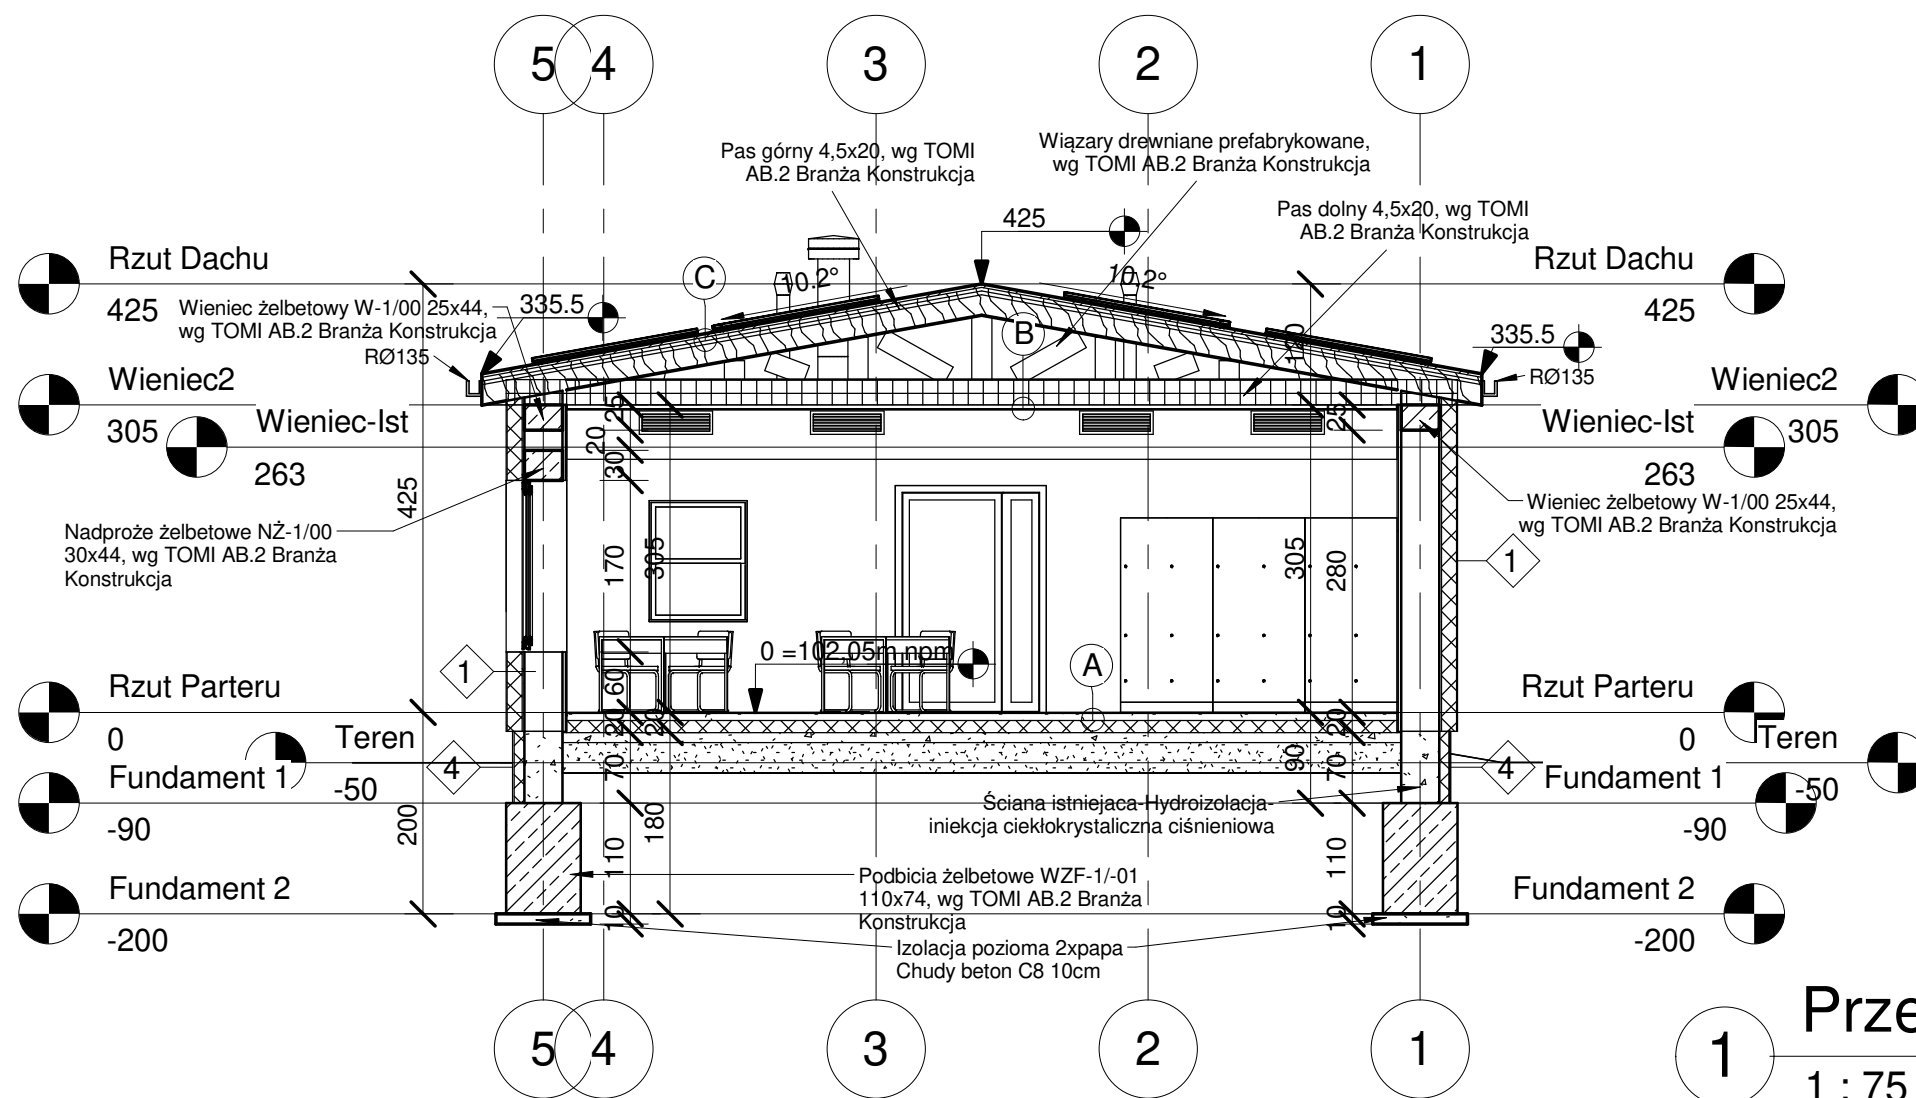 5 4 3 2 1
Pas górny 4,5x20, wg TOMI
AB.2 Branża Konstrukcja
Wiązary drewniane prefabrykowane,
wg TOMI AB.2 Branża Konstrukcja
Pas dolny 4,5x20, wg TOMI
AB.2 Branża Konstrukcja
425
Rzut Dachu
425
Wieniec żelbetowy W-1/00 25x44,
wg TOMI AB.2 Branża Konstrukcja
335.5
RØ135
C
10.2°
10.2°
B
120
Rzut Dachu
425
335.5
RØ135
Wieniec2
305
Wieniec-Ist
263
Wieniec2
305
Wieniec-Ist
263
25
20
30
25
Nadproże żelbetowe NŻ-1/00
30x44, wg TOMI AB.2 Branża
Konstrukcja
425
170
305
305
280
Wieniec żelbetowy W-1/00 25x44,
wg TOMI AB.2 Branża Konstrukcja
1
1
0 =102,05m npm
A
60
Rzut Parteru
0
Teren
-50
Fundament 1
-90
4
20
20
70
20
90
70
Rzut Parteru
0
Teren
-50
4
Fundament 1
-90
Ściana istniejaca-Hydroizolacja-
iniekcja ciekłokrystaliczna ciśnieniowa
200
110
180
110
Podbicia żelbetowe WZF-1/-01
110x74, wg TOMI AB.2 Branża
Konstrukcja
Fundament 2
-200
10
10
Fundament 2
-200
Izolacja pozioma 2xpapa
Chudy beton C8 10cm
5 4 3 2 1
1
Prze
1 : 75